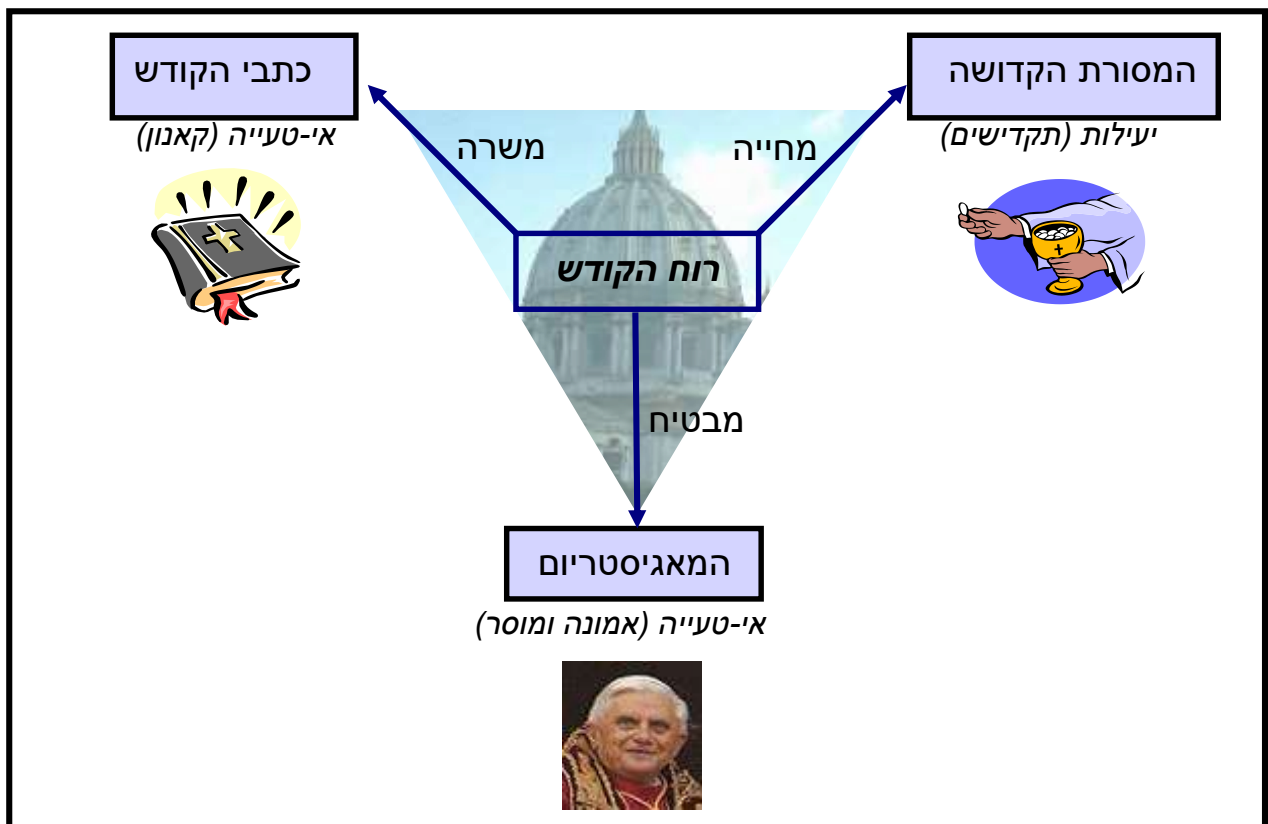 המסורת הקדושה
יעילות (תקדישים)
כתבי הקודש
אי-טעייה (קאנון)
מחייה
משרה
רוח הקודש
מבטיח
המאגיסטריום
אי-טעייה (אמונה ומוסר)